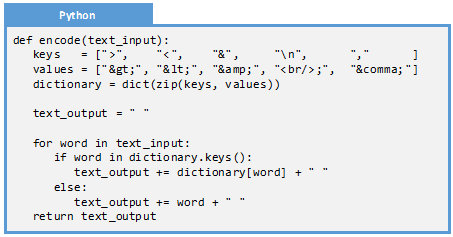 Python
def encode(text_input):
    keys   = [">",    "<",    "&",     "\n",      ","      ]
    values = ["&gt;", "&lt;", "&amp;", "<br/>;",  "&comma;"]
    dictionary = dict(zip(keys, values))

    text_output = " "

    for word in text_input:
        if word in dictionary.keys():
            text_output += dictionary[word] + " "
        else:
            text_output += word + " "
    return text_output